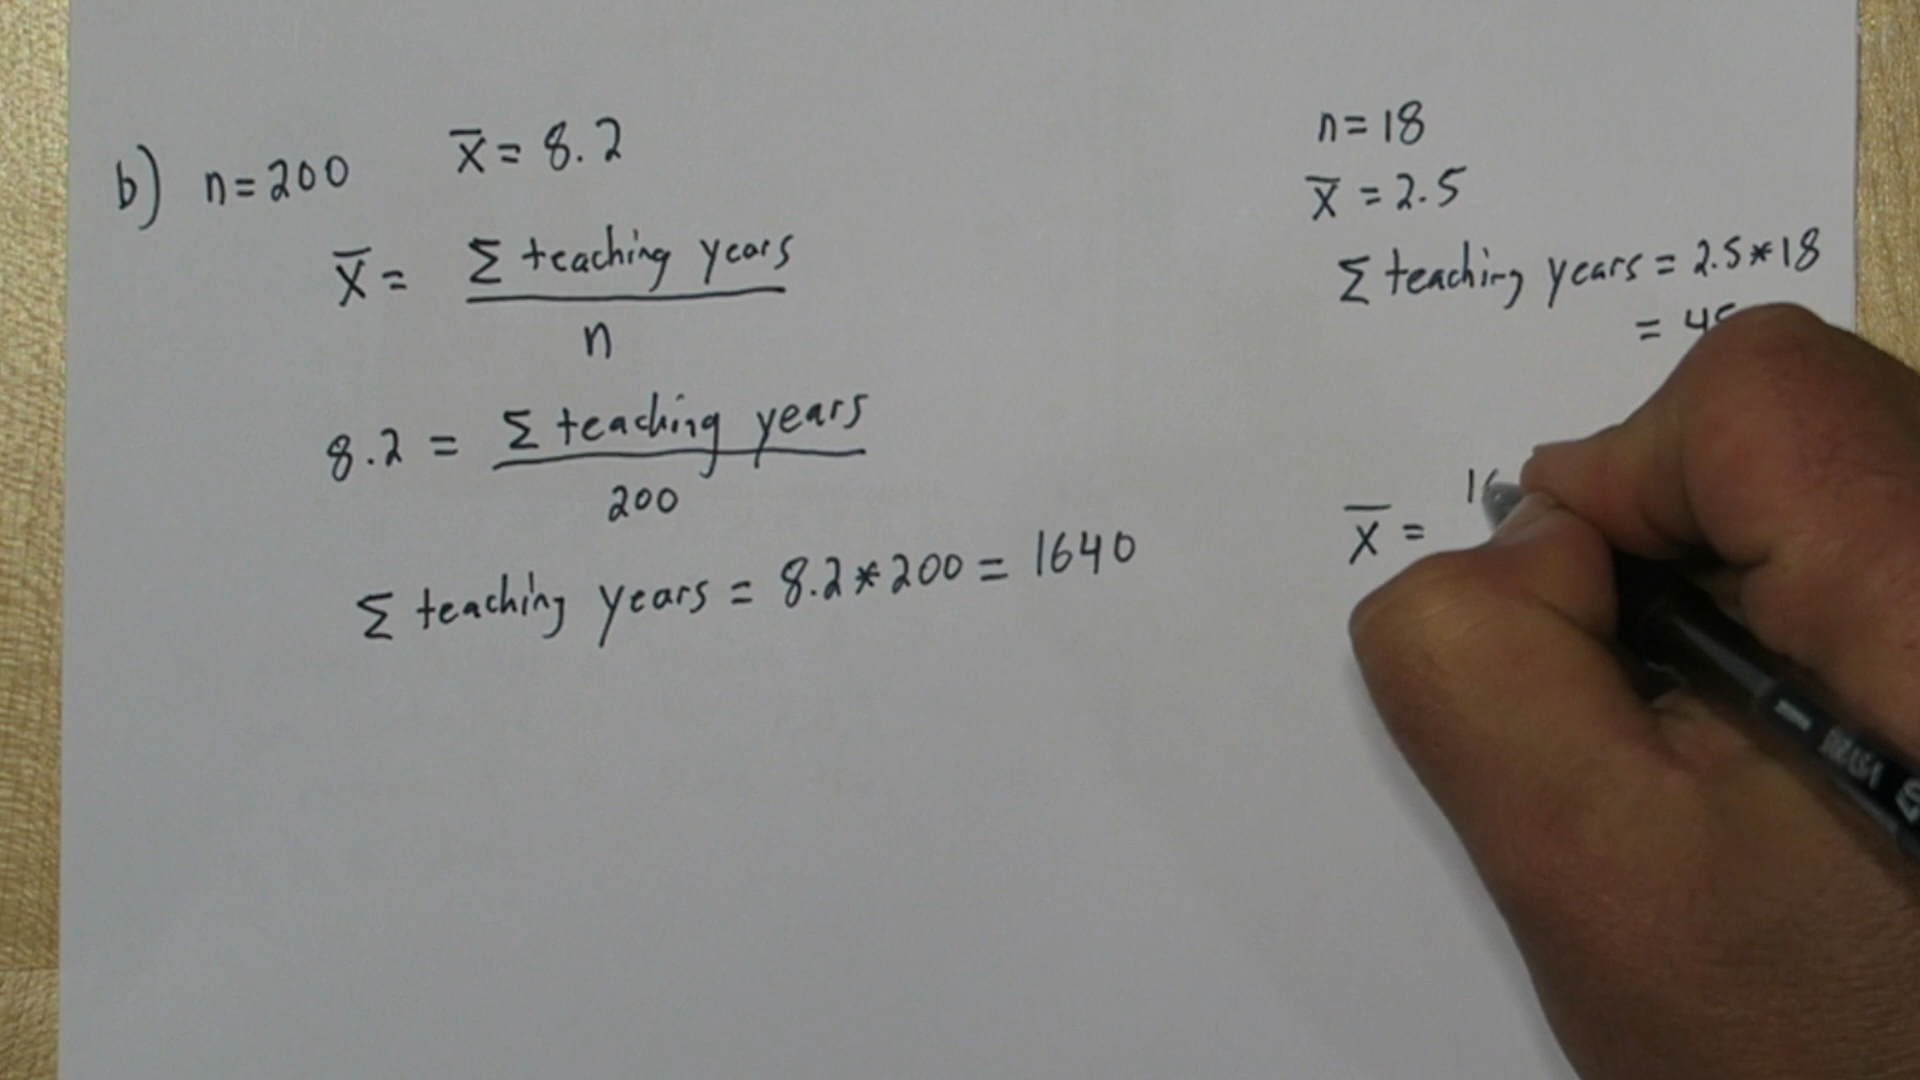 b) n=200 x̄ = 8.2
x̄ = Σ teaching years
n
8.2 = Σ teaching years
200
Σ teaching years = 8.2*200 = 1640
n=18
x̄ = 2.5
Σ teaching years = 2.5*18
= 45
x̄ =